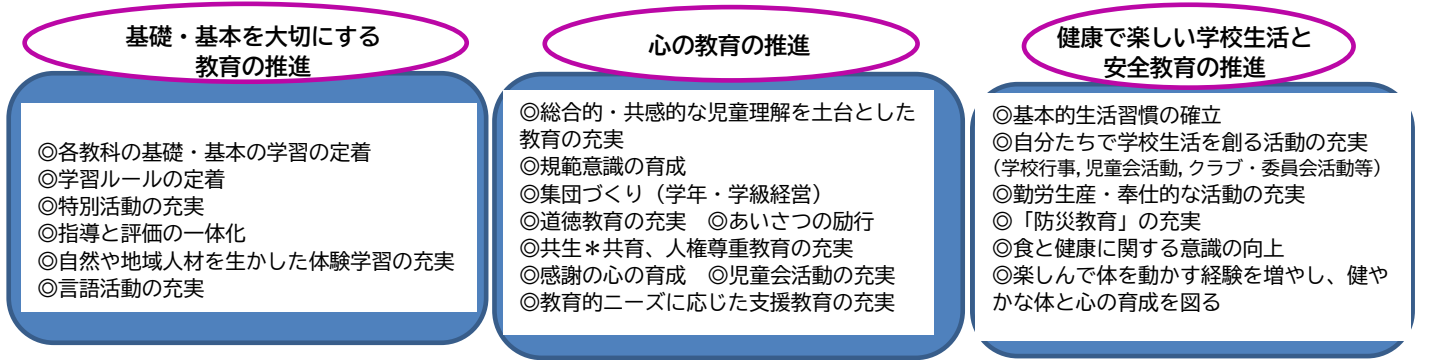 基礎・基本を大切にする
教育の推進
◎各教科の基礎・基本の学習の定着
◎学習ルールの定着
◎特別活動の充実
◎指導と評価の一体化
◎自然や地域人材を生かした体験学習の充実
◎言語活動の充実
心の教育の推進
◎総合的・共感的な児童理解を土台とした
教育の充実
◎規範意識の育成
◎集団づくり（学年・学級経営）
◎道徳教育の充実　◎あいさつの励行
◎共生＊共育、人権尊重教育の充実
◎感謝の心の育成　◎児童会活動の充実
◎教育的ニーズに応じた支援教育の充実
健康で楽しい学校生活と
安全教育の推進
◎基本的生活習慣の確立
◎自分たちで学校生活を創る活動の充実
（学校行事,児童会活動,クラブ・委員会活動等）
◎勤労生産・奉仕的な活動の充実
◎「防災教育」の充実
◎食と健康に関する意識の向上
◎楽しんで体を動かす経験を増やし、健や
かな体と心の育成を図る